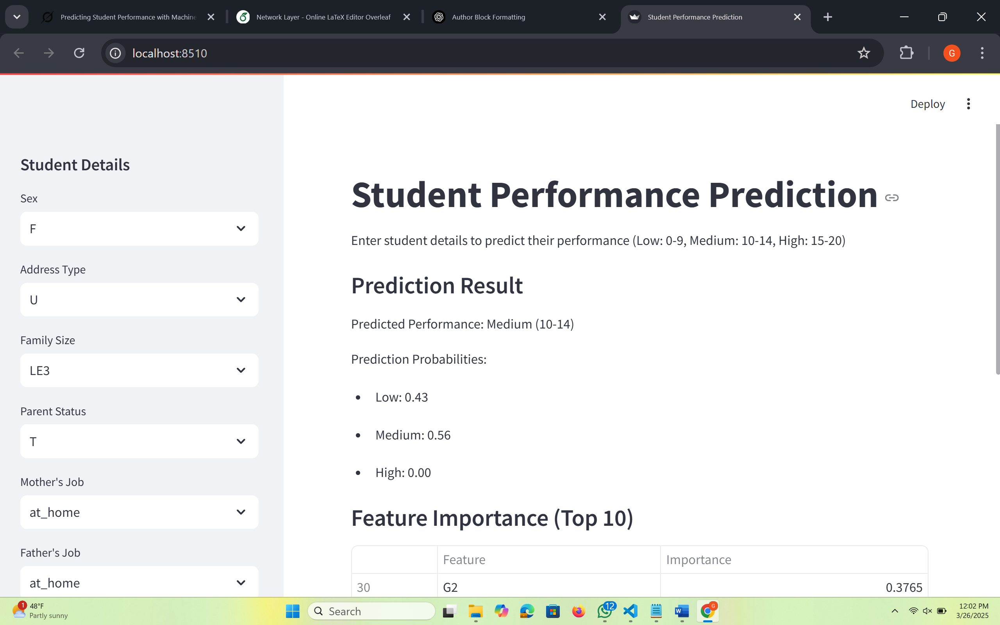 Predicting Student Performance with Machine
Network Layer - Online LaTeX Editor Overleaf
Author Block Formatting
Student Performance Prediction
localhost:8510
G
Deploy
Student Details
Sex
F
Address Type
U
Family Size
LE3
Parent Status
T
Mother's Job
at_home
Father's Job
at_home
Student Performance Prediction
Enter student details to predict their performance (Low: 0-9, Medium: 10-14, High: 15-20)
Prediction Result
Predicted Performance: Medium (10-14)
Prediction Probabilities:
• Low: 0.43
• Medium: 0.56
• High: 0.00
Feature Importance (Top 10)
Feature Importance
30 G2 0.3765
1
48°F
Partly sunny
Search
12
W
G
12:02 PM
3/26/2025